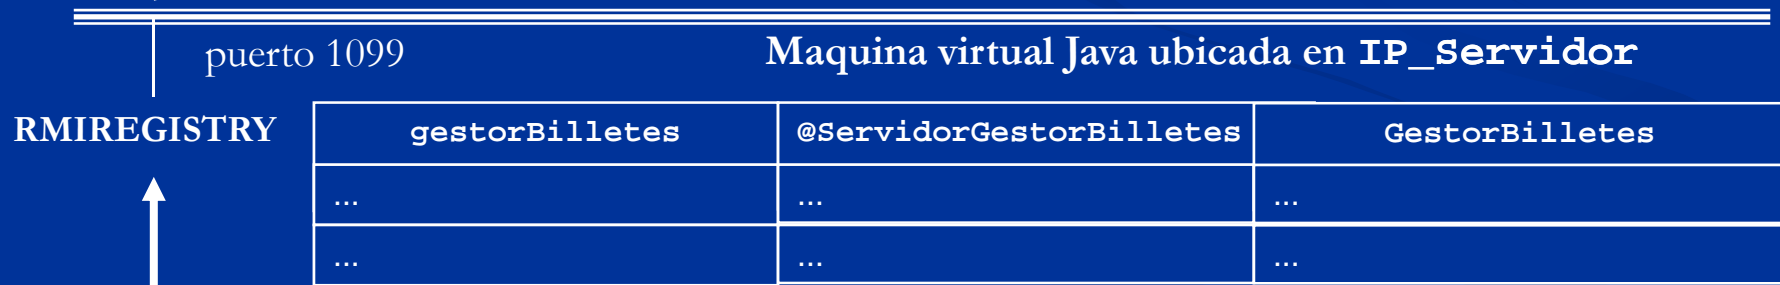 puerto 1099
Maquina virtual Java ubicada en IP_Servidor
RMIREGISTRY
gestorBilletes
@ServidorGestorBilletes
GestorBilletes
...
...
...
...
...
...